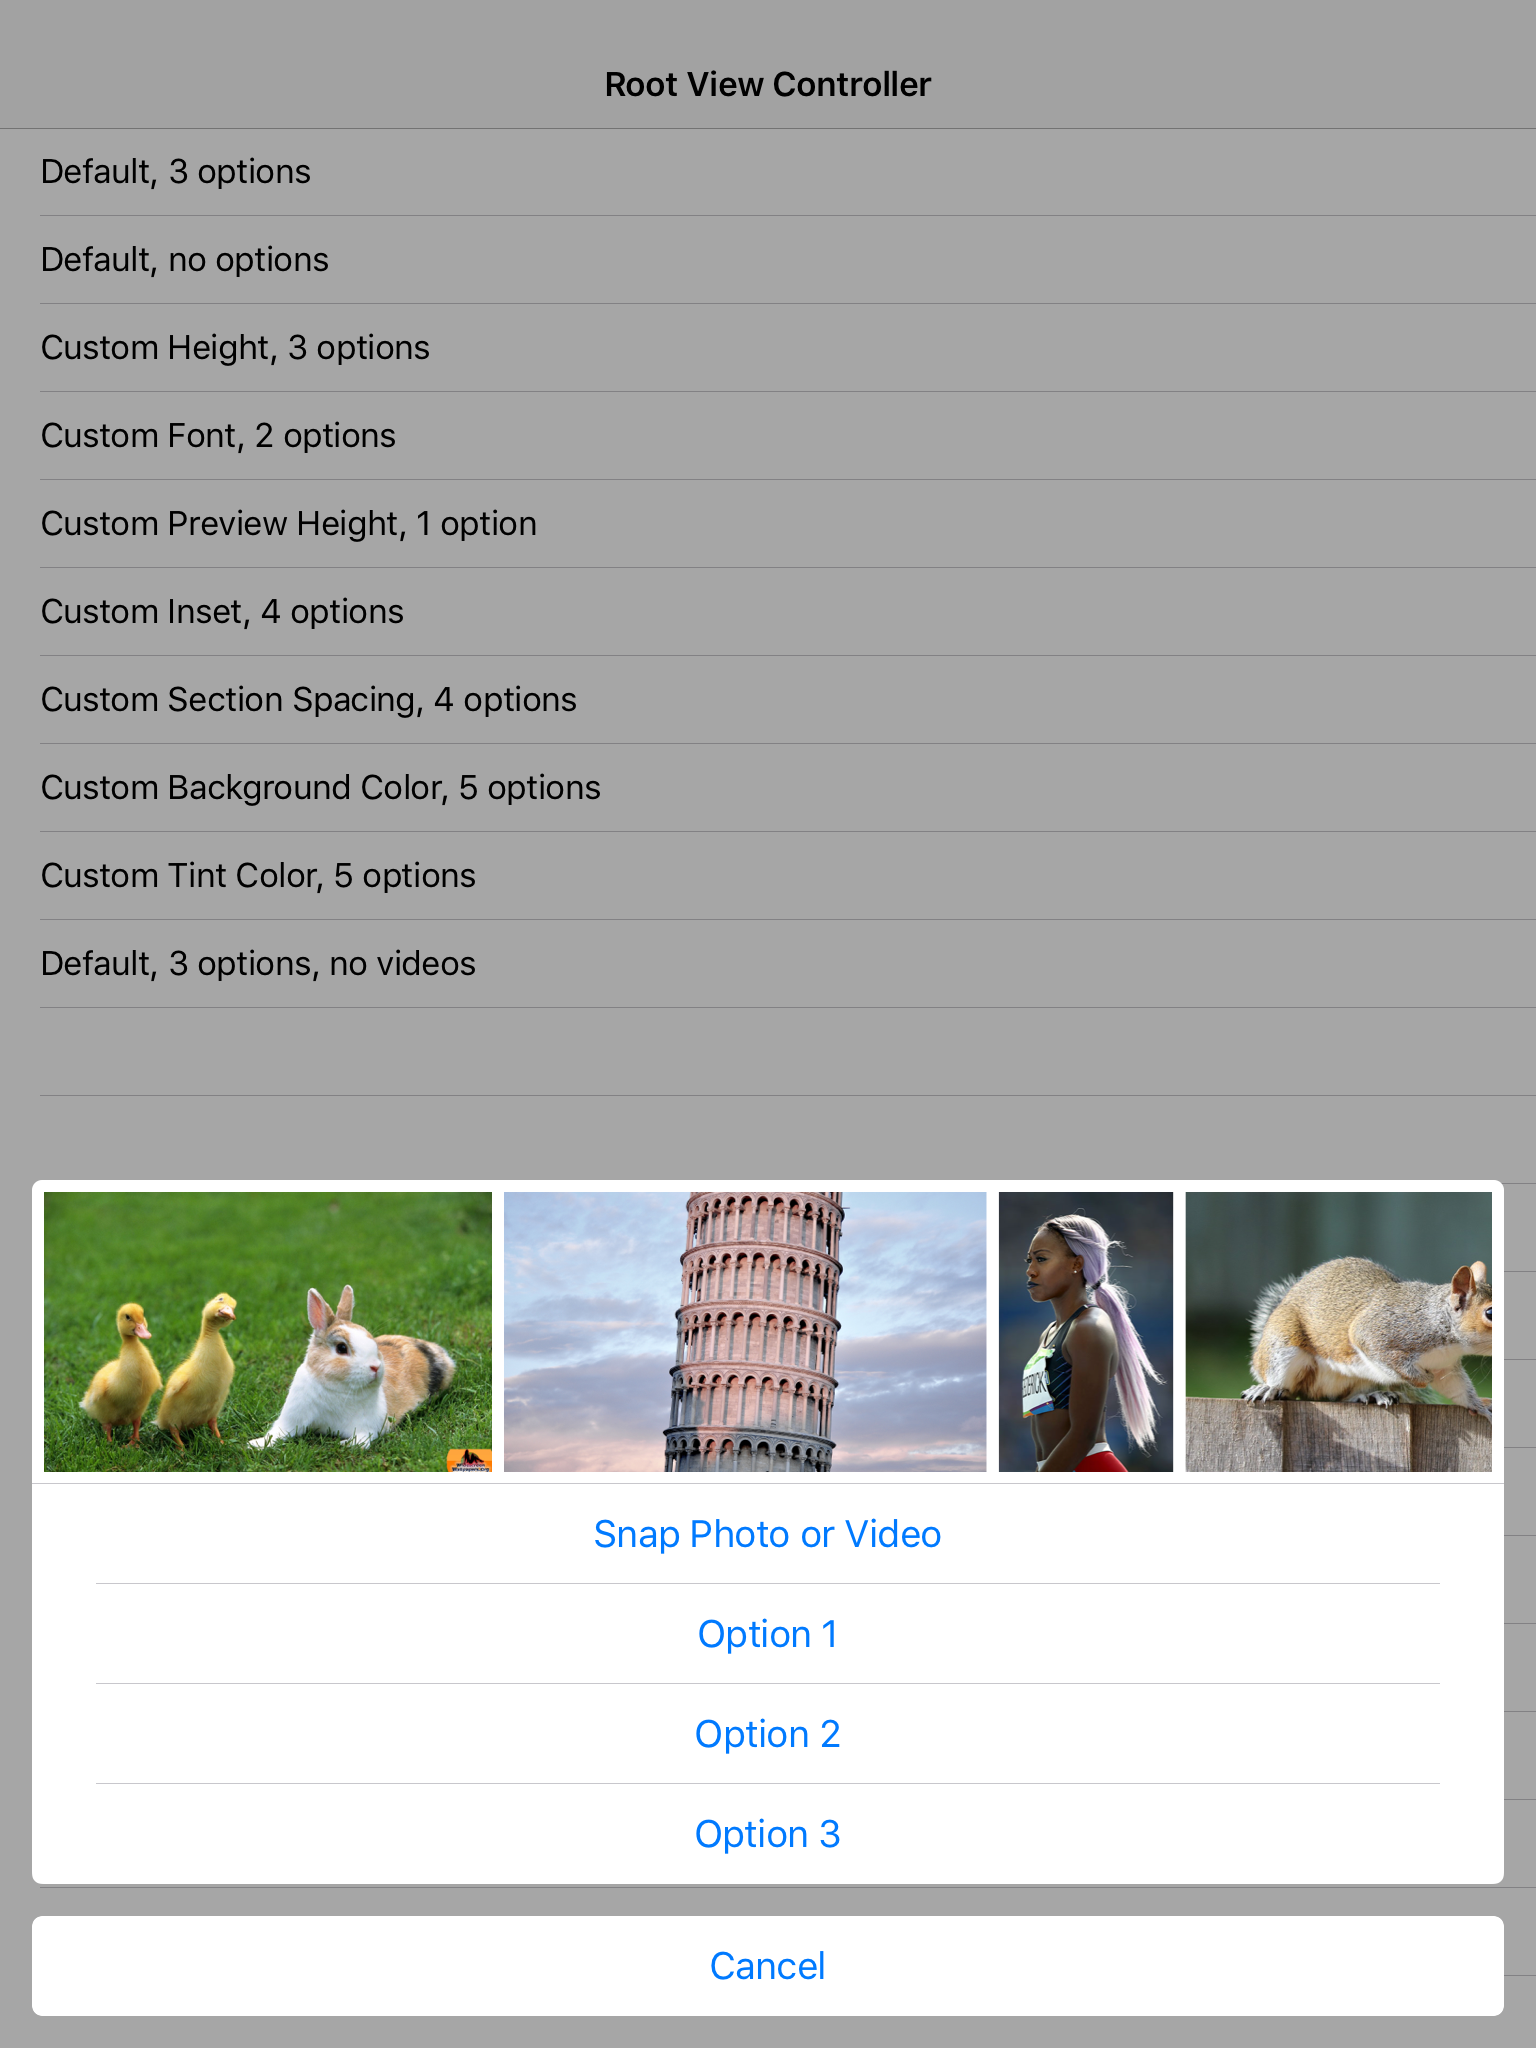 Root View Controller
Default, 3 options
Default, no options
Custom Height, 3 options
Custom Font, 2 options
Custom Preview Height, 1 option
Custom Inset, 4 options
Custom Section Spacing, 4 options
Custom Background Color, 5 options
Custom Tint Color, 5 options
Default, 3 options, no videos
Snap Photo or Video
Option 1
Option 2
Option 3
Cancel